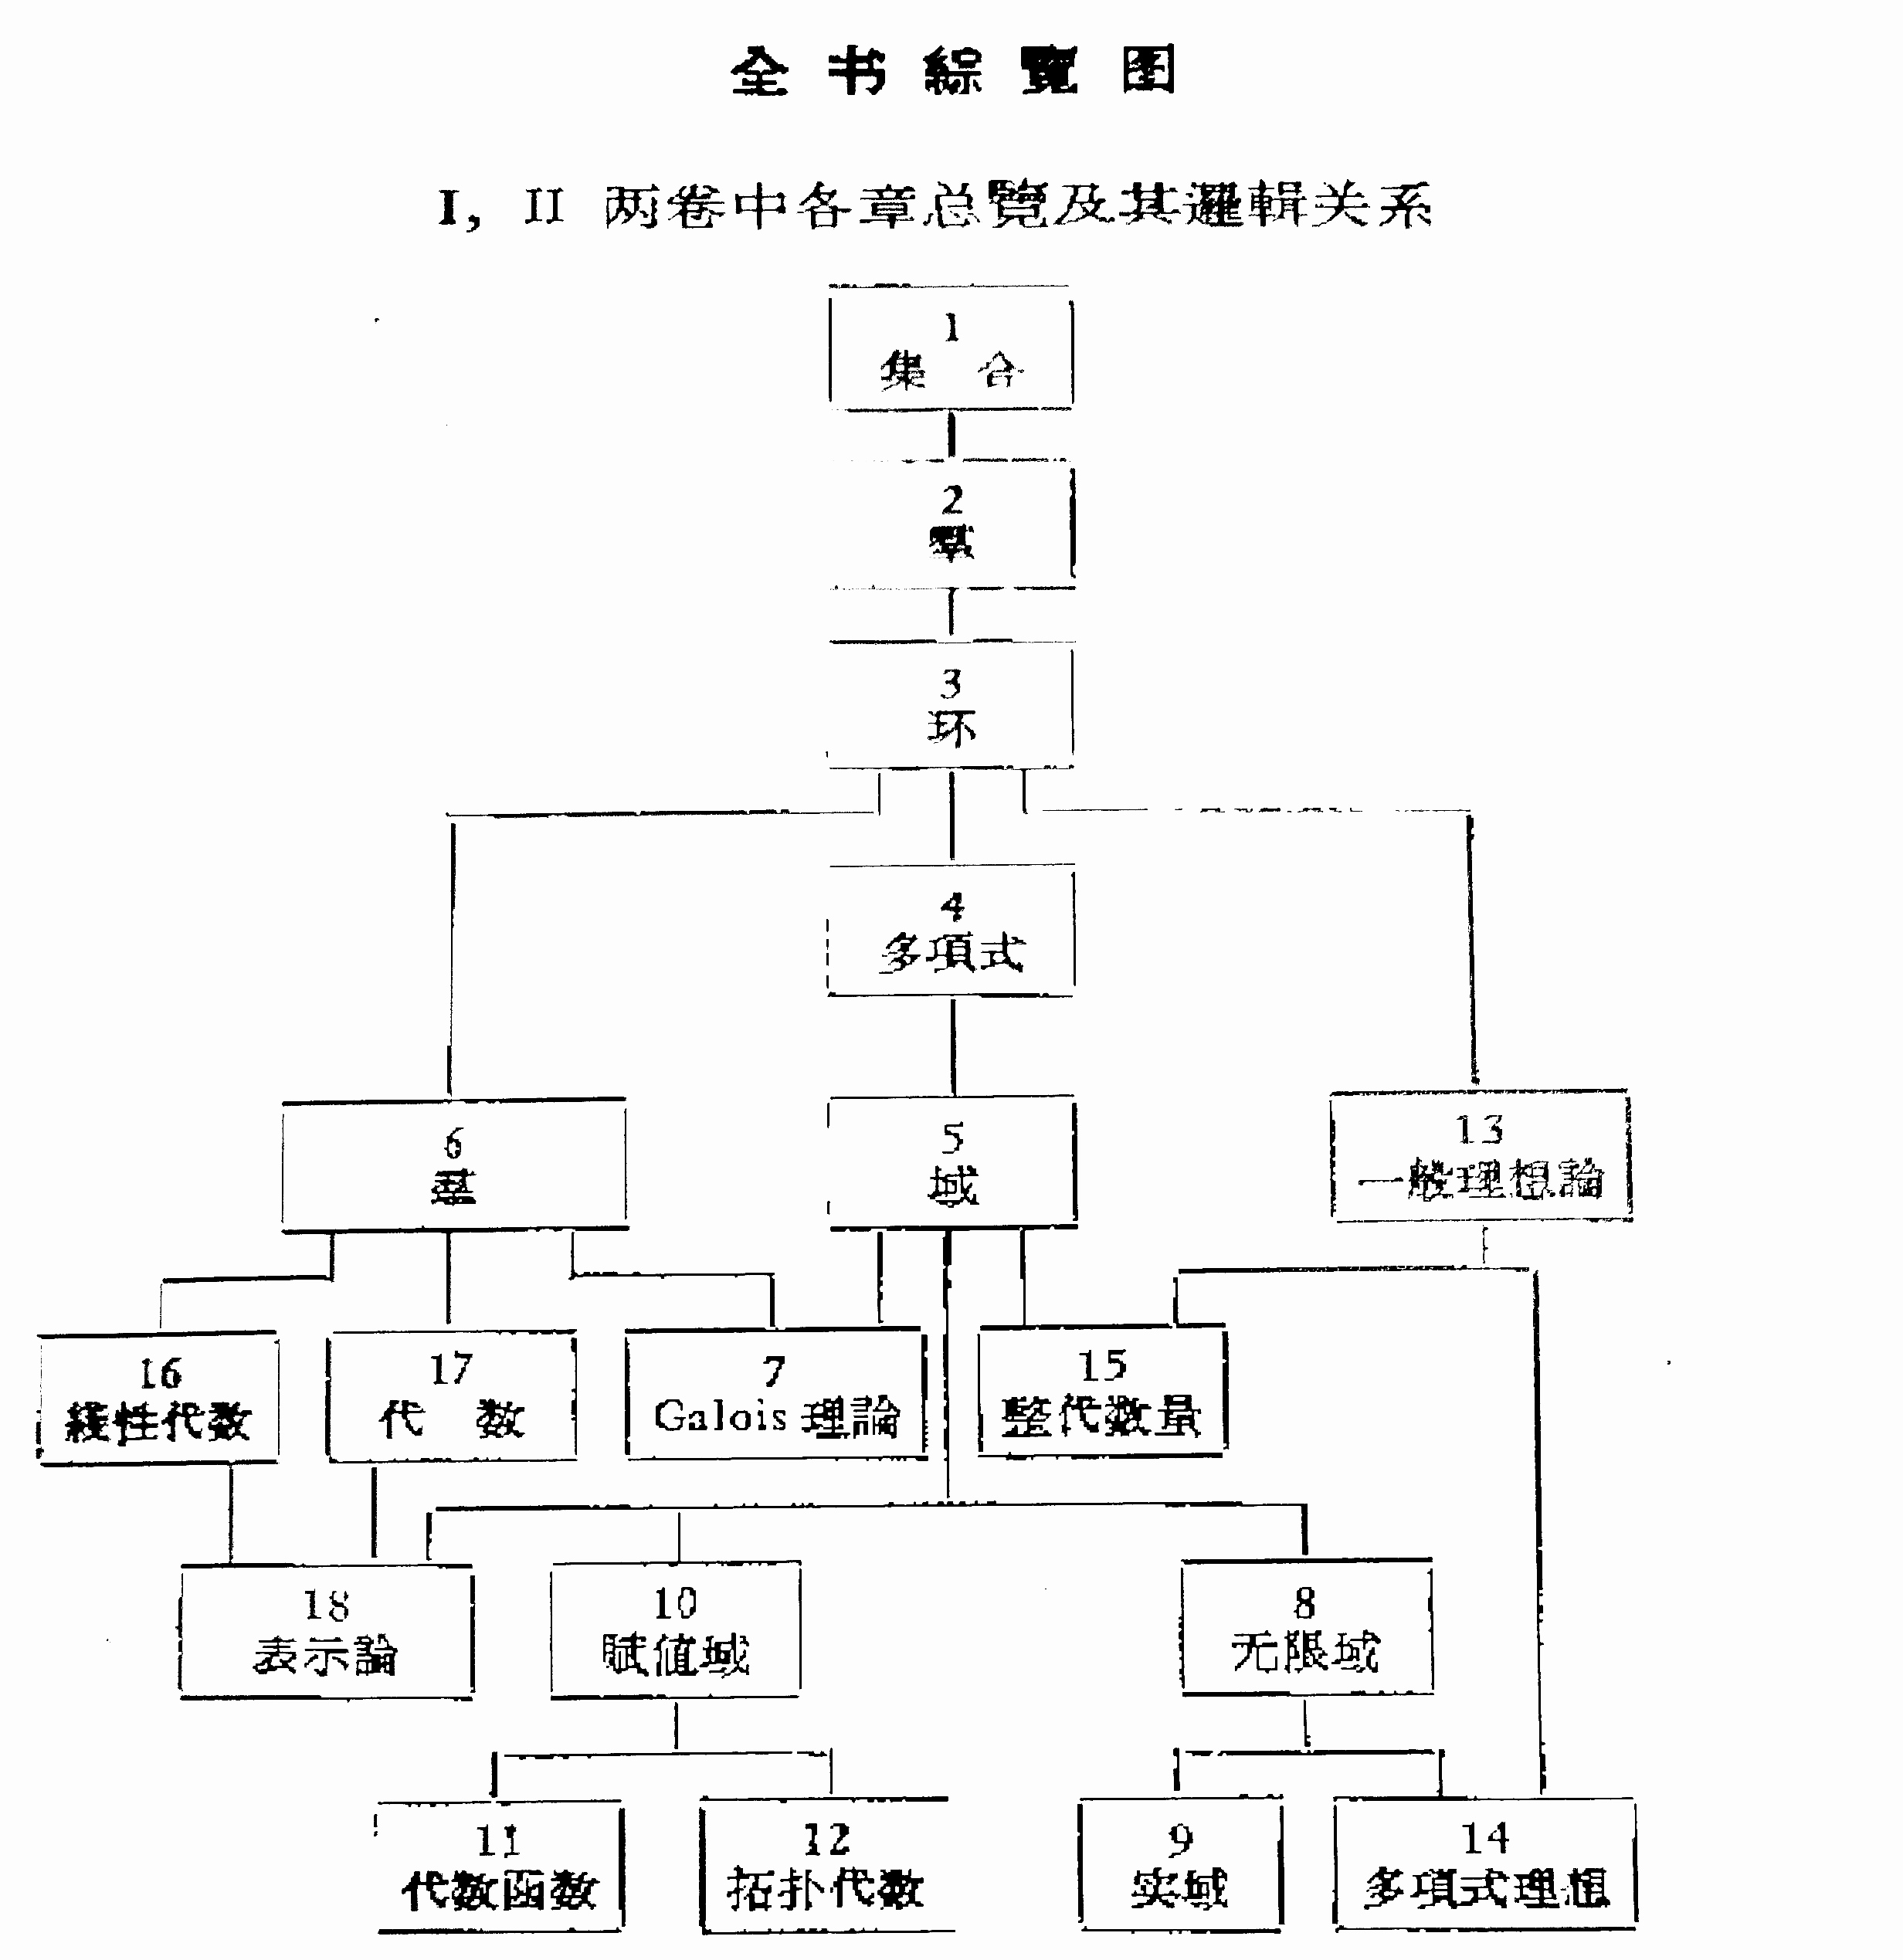 全书綜覽图
I, II 两卷中各章总覽及其邏輯关系
1
集 合
2
羣
3
环
4
多項式
6
羣
5
域
13
一般理想論
16
綫性代数
17
代 数
7
Galois 理論
15
整代数量
18
表示論
10
賦值域
8
无限域
11
代数函数
12
拓扑代数
9
实域
14
多項式理想